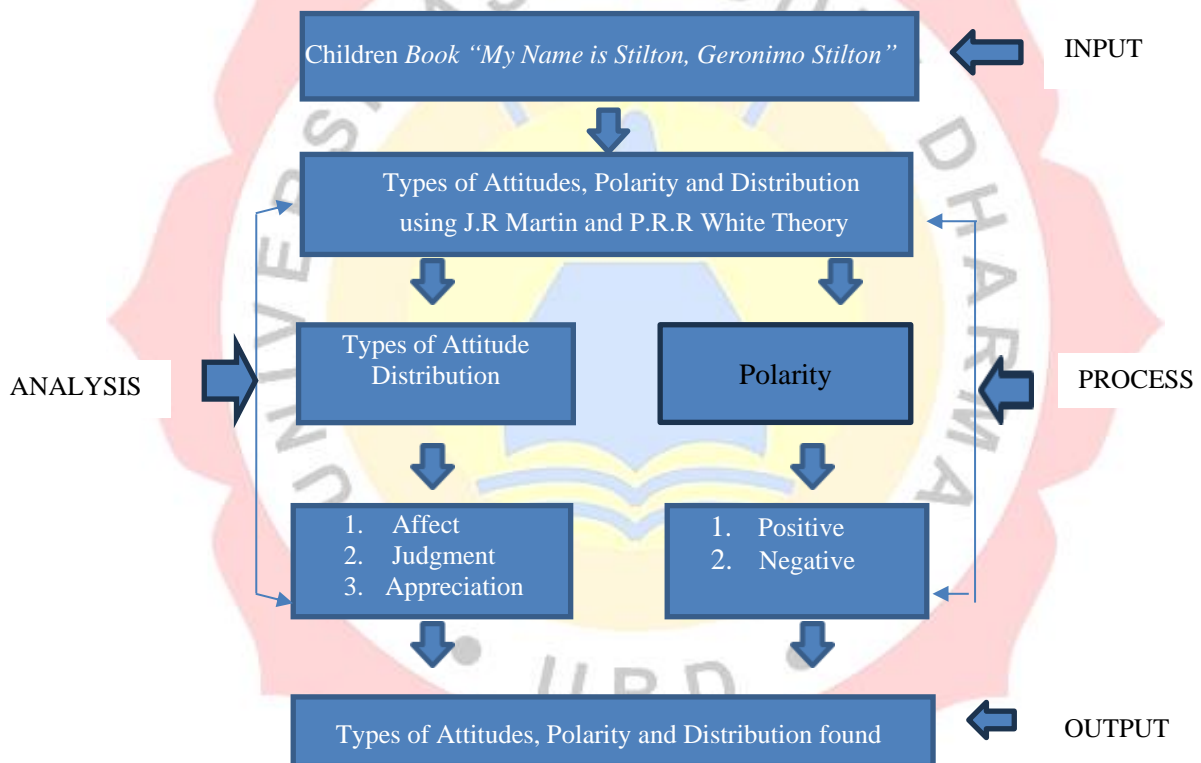 Children Book “My Name is Stilton, Geronimo Stilton”
INPUT
Types of Attitudes, Polarity and Distribution
using J.R Martin and P.R.R White Theory
ANALYSIS
Types of Attitude
Distribution
Polarity
PROCESS
1. Affect
2. Judgment
3. Appreciation
1. Positive
2. Negative
Types of Attitudes, Polarity and Distribution found
OUTPUT
DHARMA
UBD